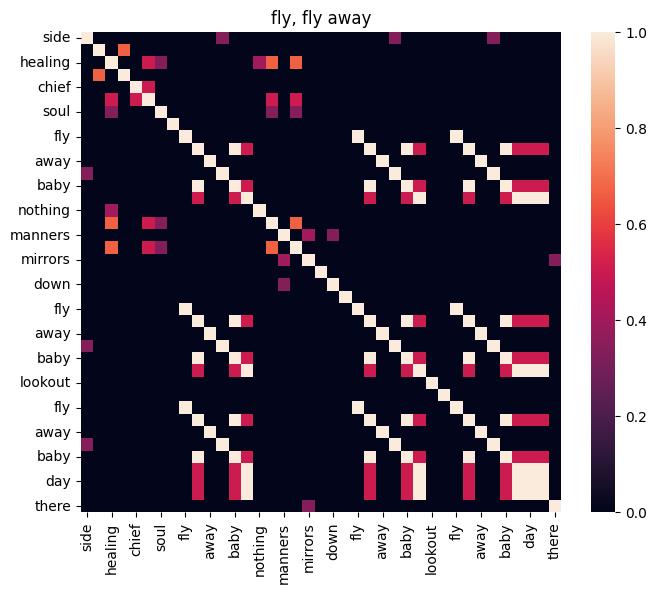 fly, fly away
side
healing
chief
soul
fly
away
baby
nothing
manners
mirrors
down
fly
away
baby
lookout
fly
away
baby
day
there
1.0
0.8
0.6
0.4
0.2
0.0
side
healing
chief
soul
fly
away
baby
nothing
manners
mirrors
down
fly
away
baby
lookout
fly
away
baby
day
there